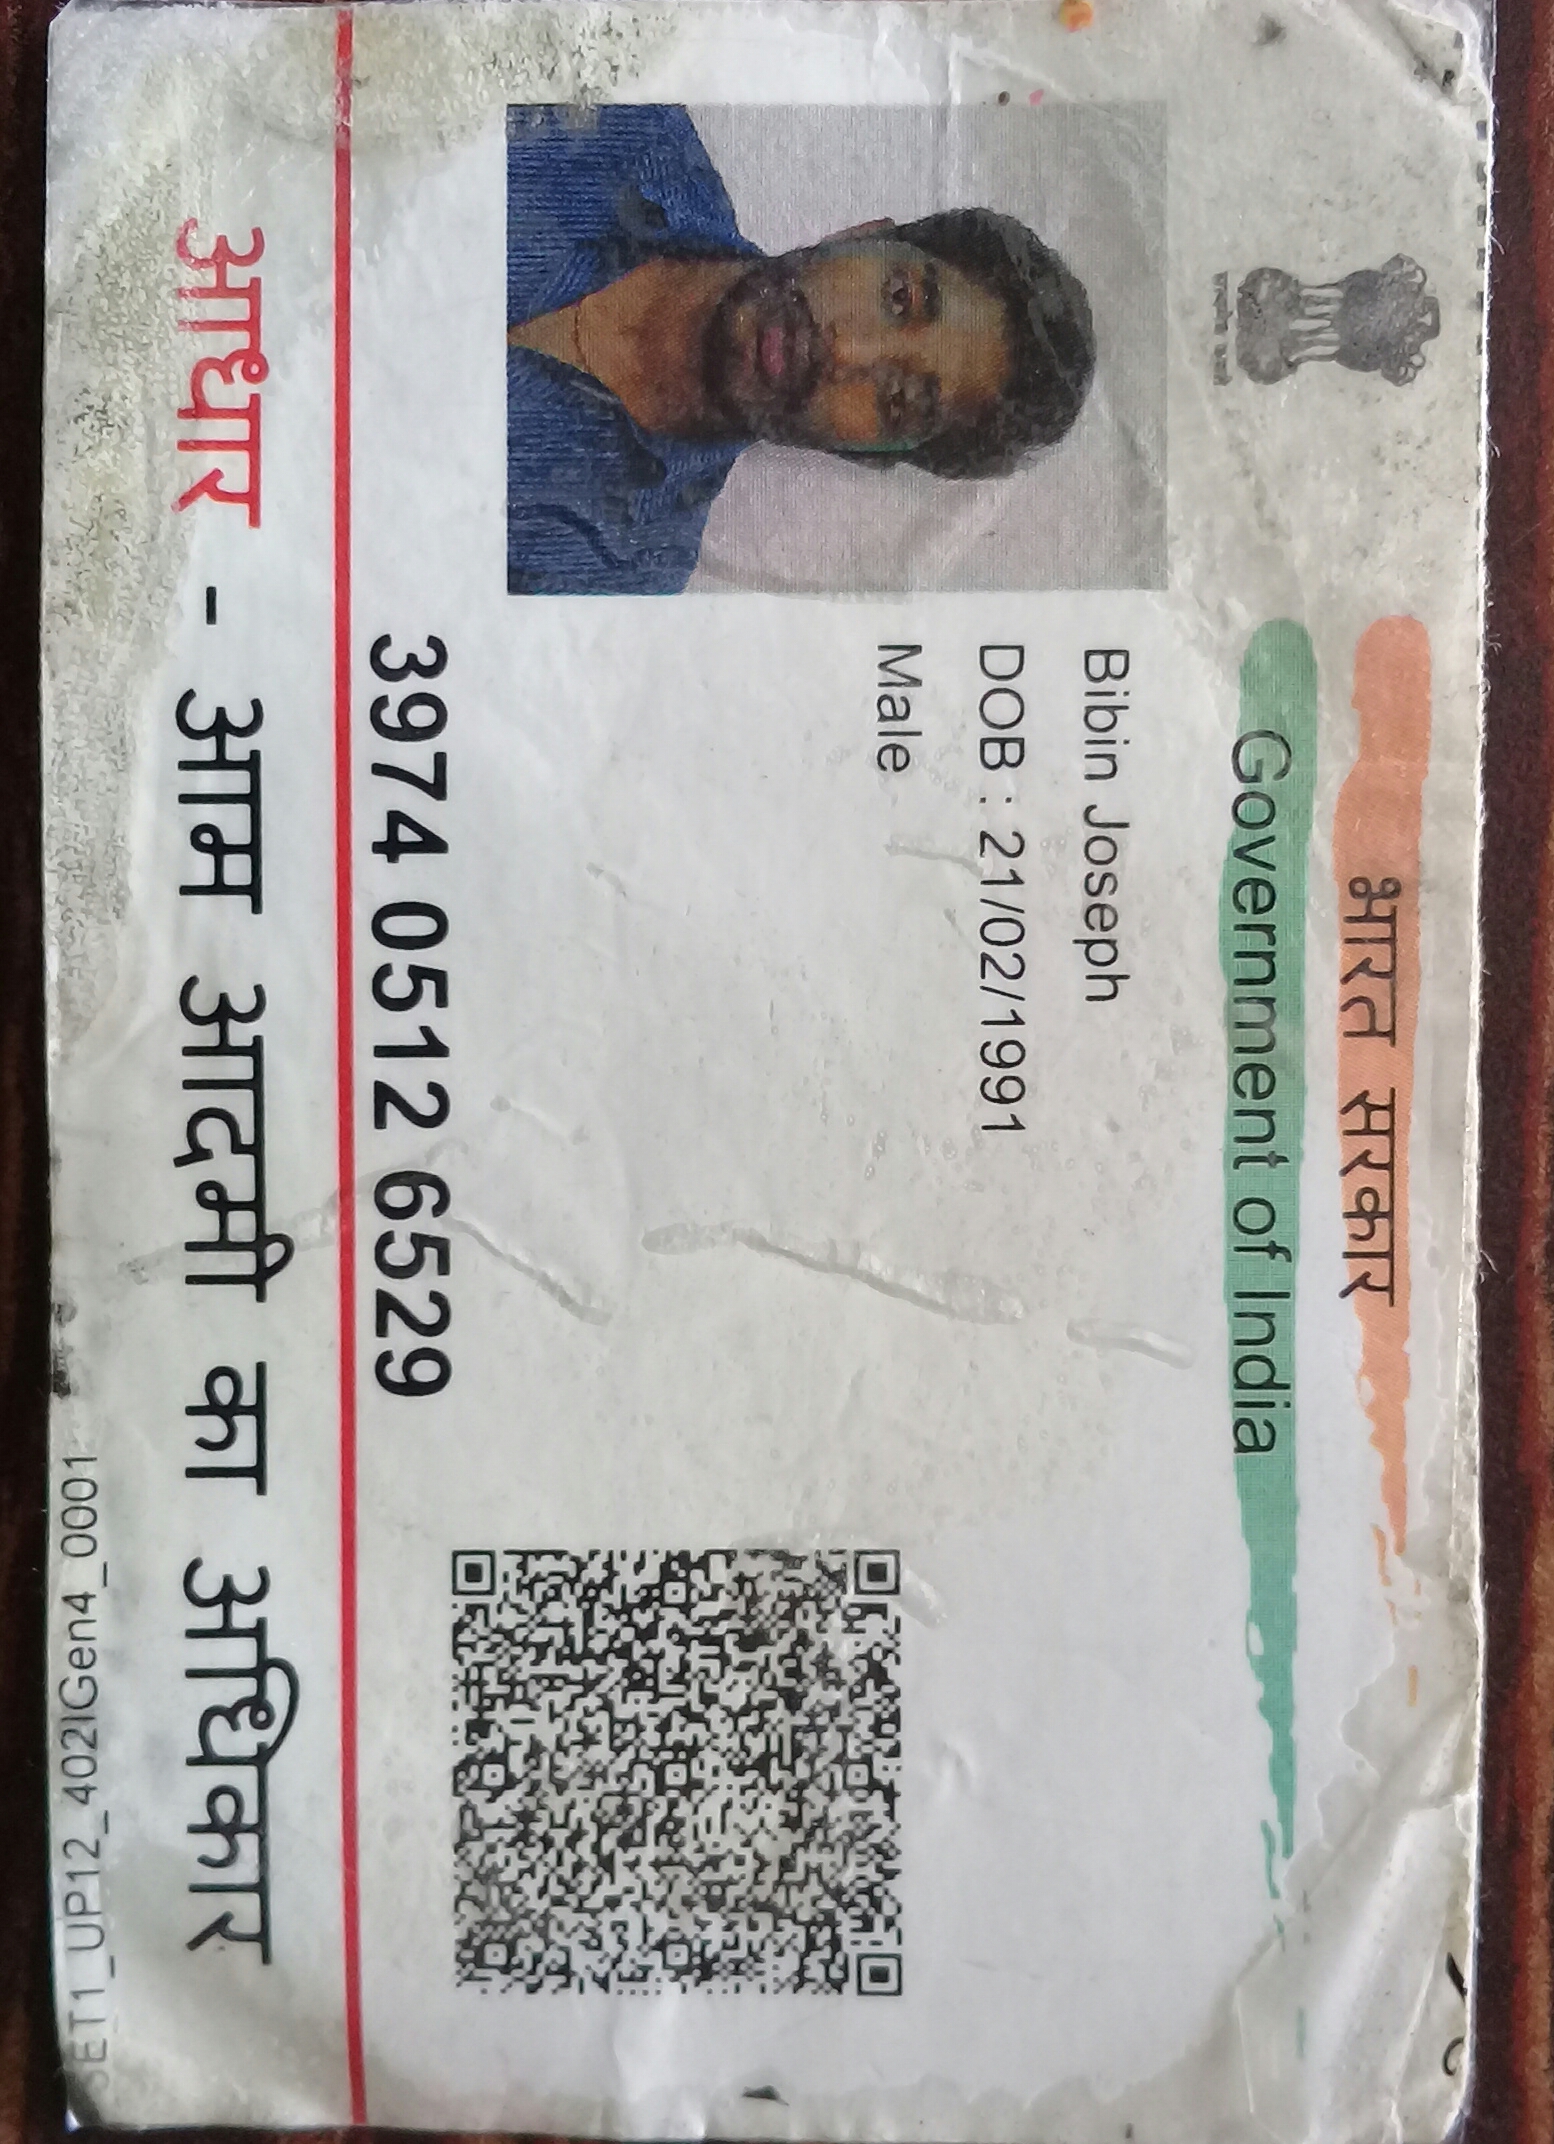 भारत सरकार
Government of India
Bibin Joseph
DOB : 21/02/1991
Male
3974 0512 6529
आधार - आम आदमी का अधिकार
SET1_UP12_402IGen4_0001